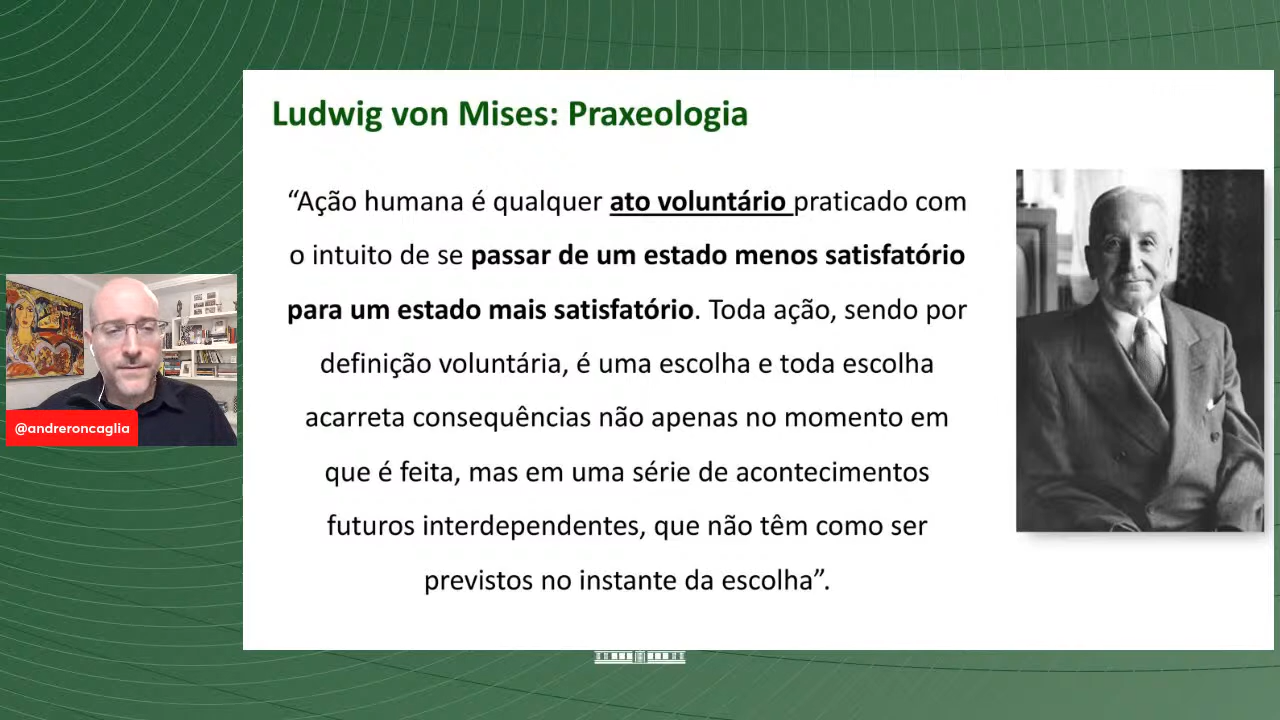 Ludwig von Mises: Praxeologia
“Ação humana é qualquer ato voluntário praticado com
o intuito de se passar de um estado menos satisfatório
para um estado mais satisfatório. Toda ação, sendo por
definição voluntária, é uma escolha e toda escolha
acarreta consequências não apenas no momento em
que é feita, mas em uma série de acontecimentos
futuros interdependentes, que não têm como ser
previstos no instante da escolha”.
@andreroncaglia